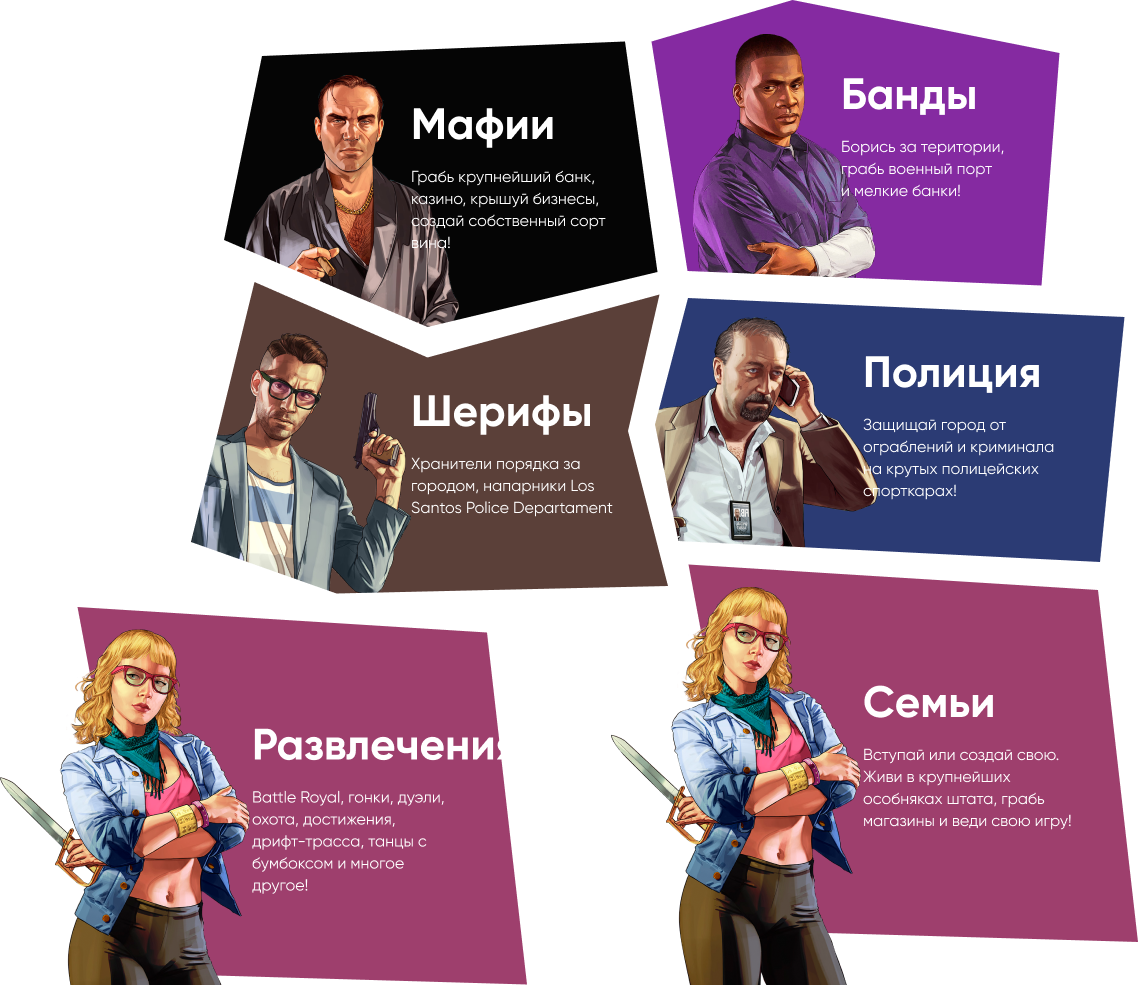 Мафии
Грабь крупнейший банк,
казино, крышуй бизнесы,
создай собственный сорт
вина!
Банды
Борись за територии,
грабь военный порт
и мелкие банки!
Шерифы
Хранители порядка за
городом, напарники Los
Santos Police Departament
Полиция
Защищай город от
ограблений и криминала
на крутых полицейских
спорткарах!
Развлечения
Battle Royal, гонки, дуэли,
охота, достижения,
дрифт-трасса, танцы с
бумбоксом и многое
другое!
Семьи
Вступай или создай свою.
Живи в крупнейших
особняках штата, грабь
магазины и веди свою игру!